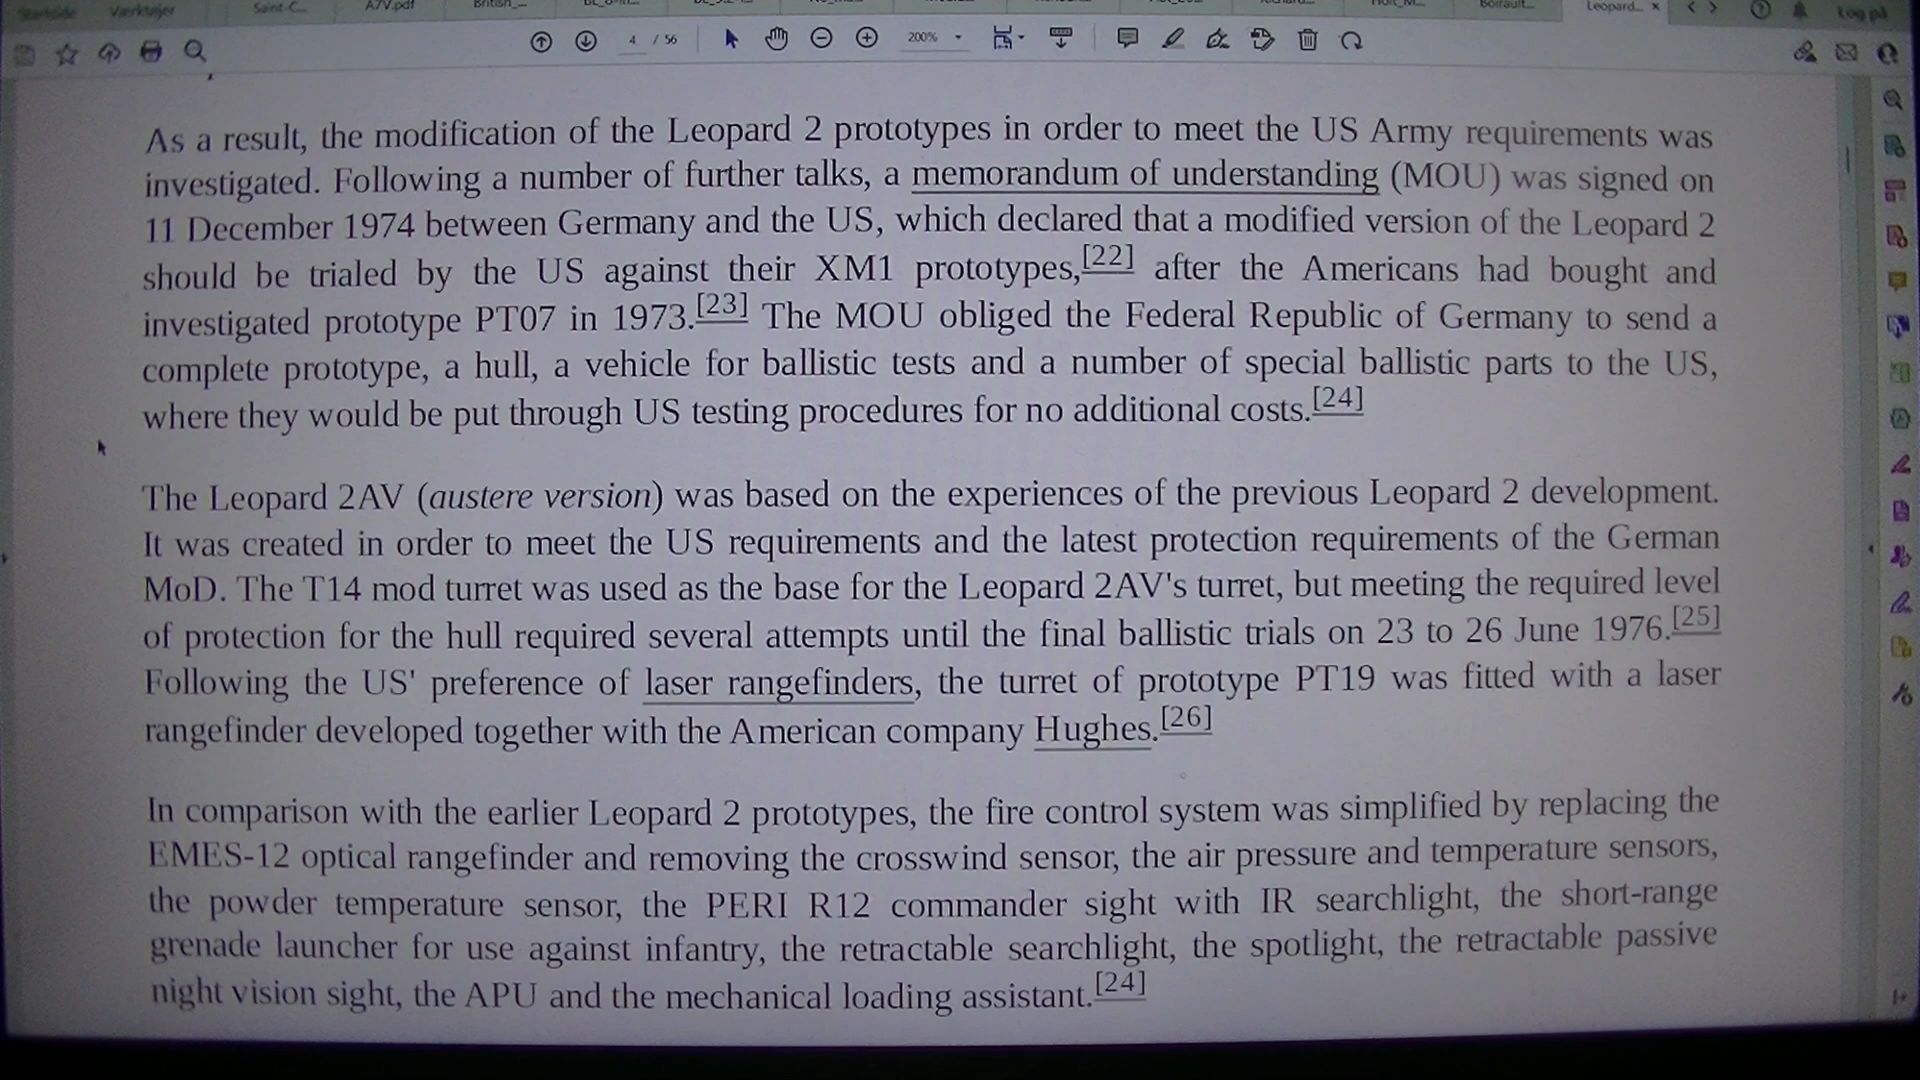 Startside Værktøjer Saint-C... A7V.pdf British_... Leopard... × Log på
4 / 56 200%
As a result, the modification of the Leopard 2 prototypes in order to meet the US Army requirements was
investigated. Following a number of further talks, a memorandum of understanding (MOU) was signed on
11 December 1974 between Germany and the US, which declared that a modified version of the Leopard 2
should be trialed by the US against their XM1 prototypes,[22] after the Americans had bought and
investigated prototype PT07 in 1973.[23] The MOU obliged the Federal Republic of Germany to send a
complete prototype, a hull, a vehicle for ballistic tests and a number of special ballistic parts to the US,
where they would be put through US testing procedures for no additional costs.[24]
The Leopard 2AV (austere version) was based on the experiences of the previous Leopard 2 development.
It was created in order to meet the US requirements and the latest protection requirements of the German
MoD. The T14 mod turret was used as the base for the Leopard 2AV's turret, but meeting the required level
of protection for the hull required several attempts until the final ballistic trials on 23 to 26 June 1976.[25]
Following the US' preference of laser rangefinders, the turret of prototype PT19 was fitted with a laser
rangefinder developed together with the American company Hughes.[26]
In comparison with the earlier Leopard 2 prototypes, the fire control system was simplified by replacing the
EMES-12 optical rangefinder and removing the crosswind sensor, the air pressure and temperature sensors,
the powder temperature sensor, the PERI R12 commander sight with IR searchlight, the short-range
grenade launcher for use against infantry, the retractable searchlight, the spotlight, the retractable passive
night vision sight, the APU and the mechanical loading assistant.[24]